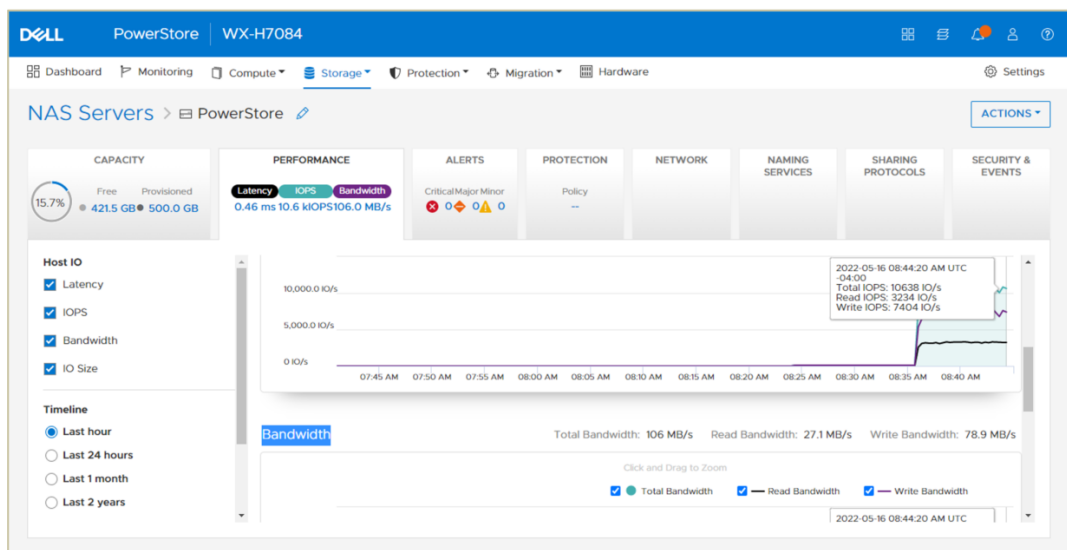 DELL PowerStore WX-H7084
Dashboard Monitoring Compute Storage Protection Migration Hardware Settings
NAS Servers > PowerStore
ACTIONS
CAPACITY
15.7%
Free Provisioned
421.5 GB 500.0 GB
PERFORMANCE
Latency IOPS Bandwidth
0.46 ms 10.6 kIOPS 106.0 MB/s
ALERTS
Critical Major Minor
0 0 0
PROTECTION
Policy
--
NETWORK
NAMING
SERVICES
SHARING
PROTOCOLS
SECURITY &
EVENTS
Host IO
Latency
IOPS
Bandwidth
IO Size
Timeline
Last hour
Last 24 hours
Last 1 month
Last 2 years
10,000.0 IO/s
5,000.0 IO/s
0 IO/s
2022-05-16 08:44:20 AM UTC
-04:00
Total IOPS: 10638 IO/s
Read IOPS: 3234 IO/s
Write IOPS: 7404 IO/s
07:45 AM 07:50 AM 07:55 AM 08:00 AM 08:05 AM 08:10 AM 08:15 AM 08:20 AM 08:25 AM 08:30 AM 08:35 AM 08:40 AM
Bandwidth Total Bandwidth: 106 MB/s Read Bandwidth: 27.1 MB/s Write Bandwidth: 78.9 MB/s
Click and Drag to Zoom
Total Bandwidth Read Bandwidth Write Bandwidth
2022-05-16 08:44:20 AM UTC